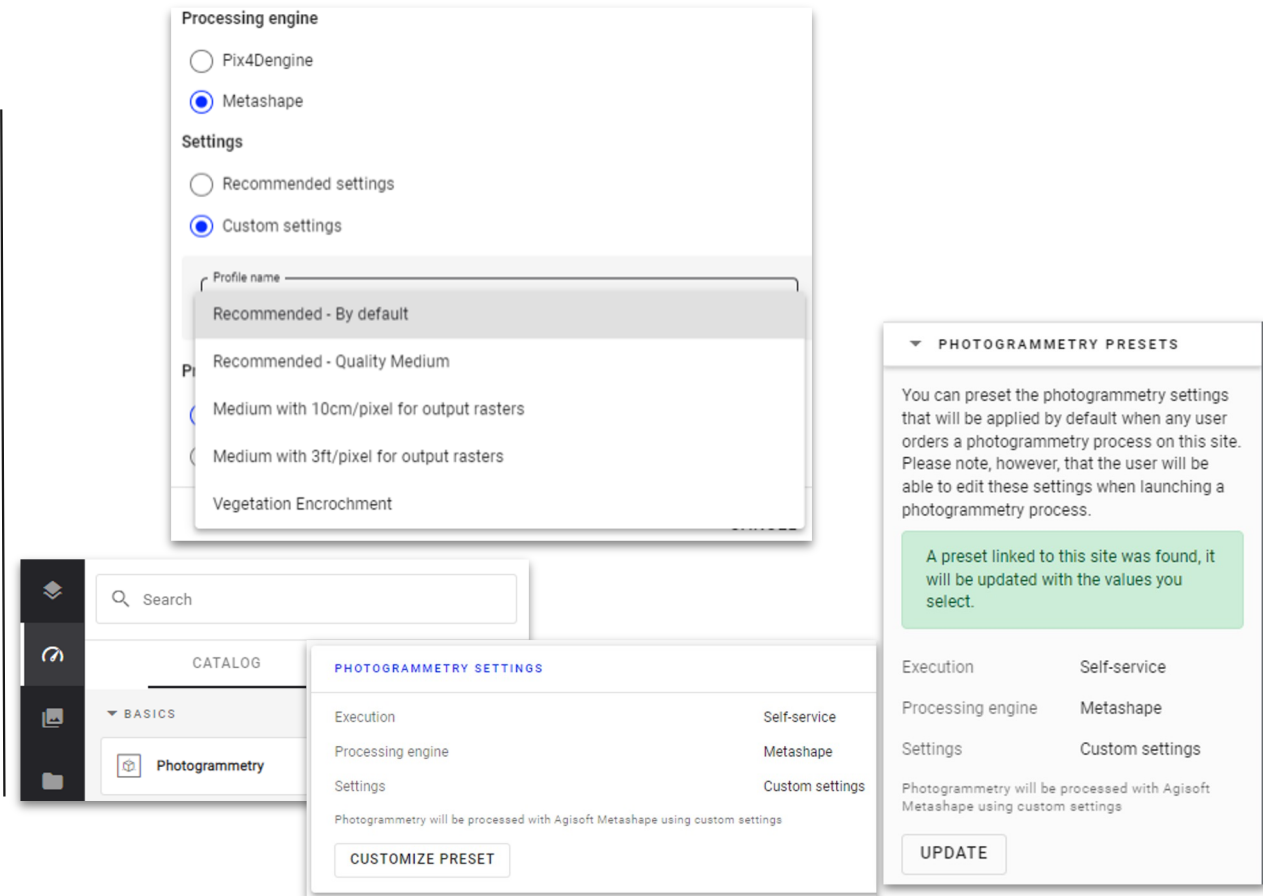 Processing engine
Pix4Dengine
Metashape
Settings
Recommended settings
Custom settings
Profile name
Recommended - By default
Recommended - Quality Medium
Medium with 10cm/pixel for output rasters
Medium with 3ft/pixel for output rasters
Vegetation Encrochment
Search
CATALOG
BASICS
Photogrammetry
PHOTOGRAMMETRY SETTINGS
Execution Self-service
Processing engine Metashape
Settings Custom settings
Photogrammetry will be processed with Agisoft Metashape using custom settings
CUSTOMIZE PRESET
PHOTOGRAMMETRY PRESETS
You can preset the photogrammetry settings
that will be applied by default when any user
orders a photogrammetry process on this site.
Please note, however, that the user will be
able to edit these settings when launching a
photogrammetry process.
A preset linked to this site was found, it
will be updated with the values you
select.
Execution Self-service
Processing engine Metashape
Settings Custom settings
Photogrammetry will be processed with Agisoft
Metashape using custom settings
UPDATE